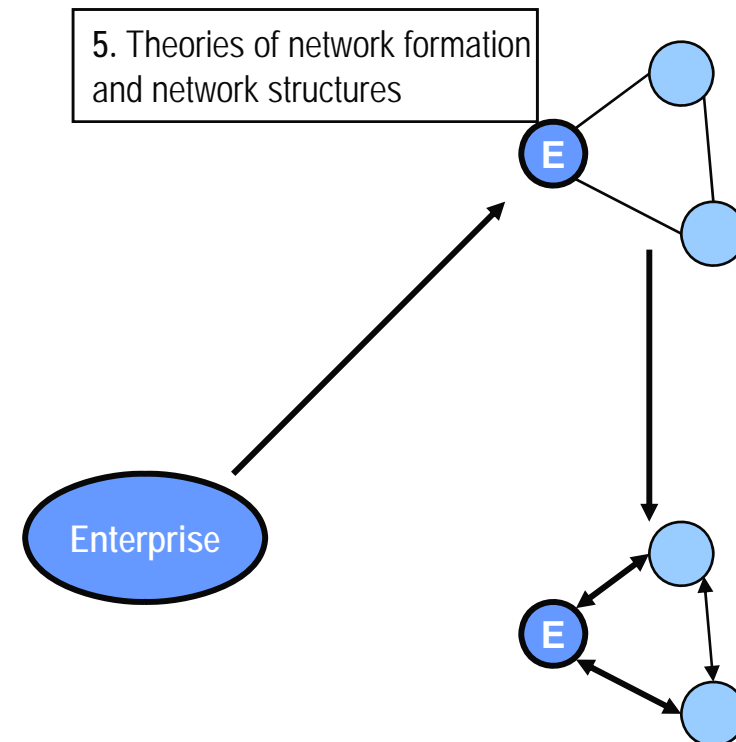 5. Theories of network formation
and network structures
E
Enterprise
E